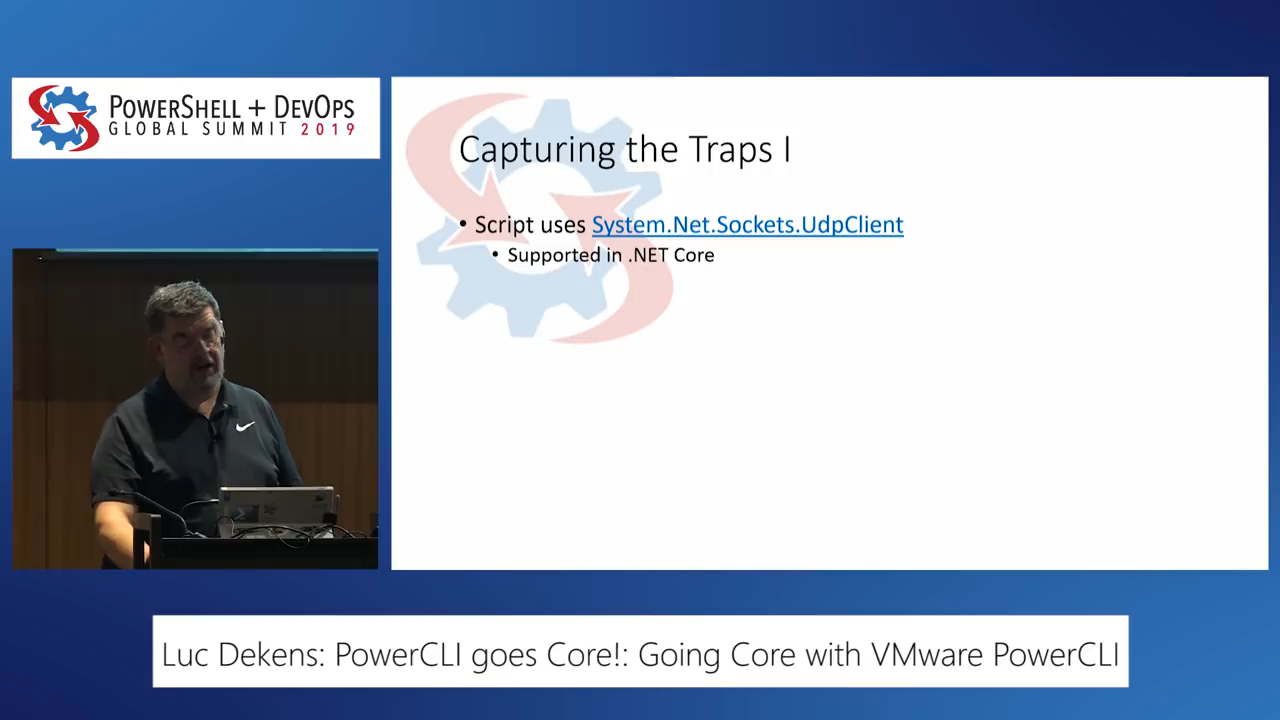 POWERSHELL + DEVOPS
GLOBAL SUMMIT 2019
Capturing the Traps I
• Script uses System.Net.Sockets.UdpClient
• Supported in .NET Core
Luc Dekens: PowerCLI goes Core!: Going Core with VMware PowerCLI